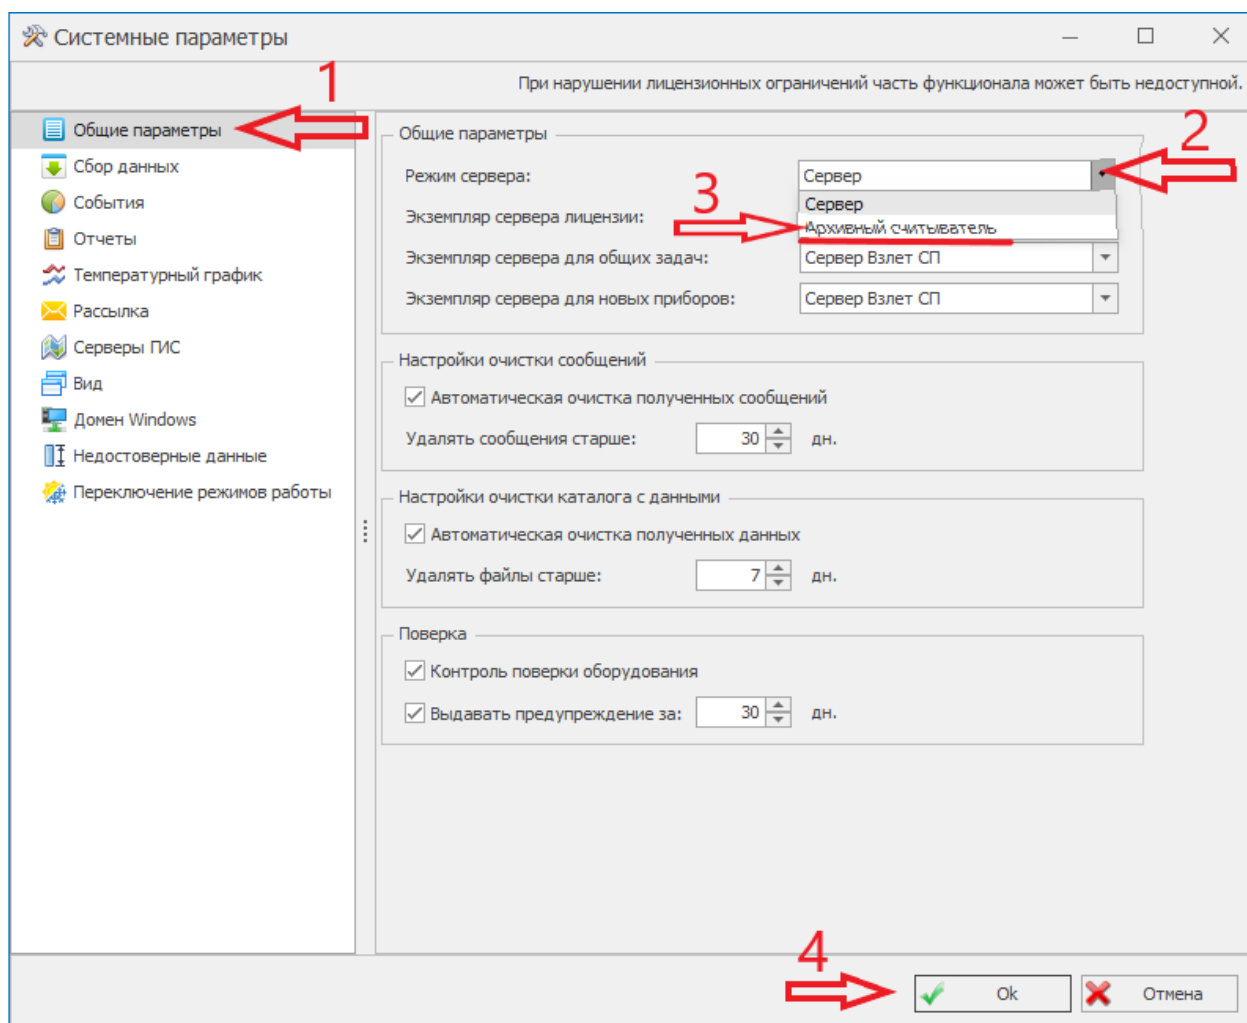 Системные параметры
При нарушении лицензионных ограничений часть функционала может быть недоступной.
1
Общие параметры
Сбор данных
События
Отчеты
Температурный график
Рассылка
Серверы ГИС
Вид
Домен Windows
Недостоверные данные
Переключение режимов работы
Общие параметры
2
Режим сервера:
Сервер
Сервер
3
Экземпляр сервера лицензии:
Архивный считыватель
Экземпляр сервера для общих задач:
Сервер Взлет СП
Экземпляр сервера для новых приборов:
Сервер Взлет СП
Настройки очистки сообщений
Автоматическая очистка полученных сообщений
Удалять сообщения старше: 30 дн.
Настройки очистки каталога с данными
Автоматическая очистка полученных данных
Удалять файлы старше: 7 дн.
Поверка
Контроль поверки оборудования
Выдавать предупреждение за: 30 дн.
4
Ok
Отмена